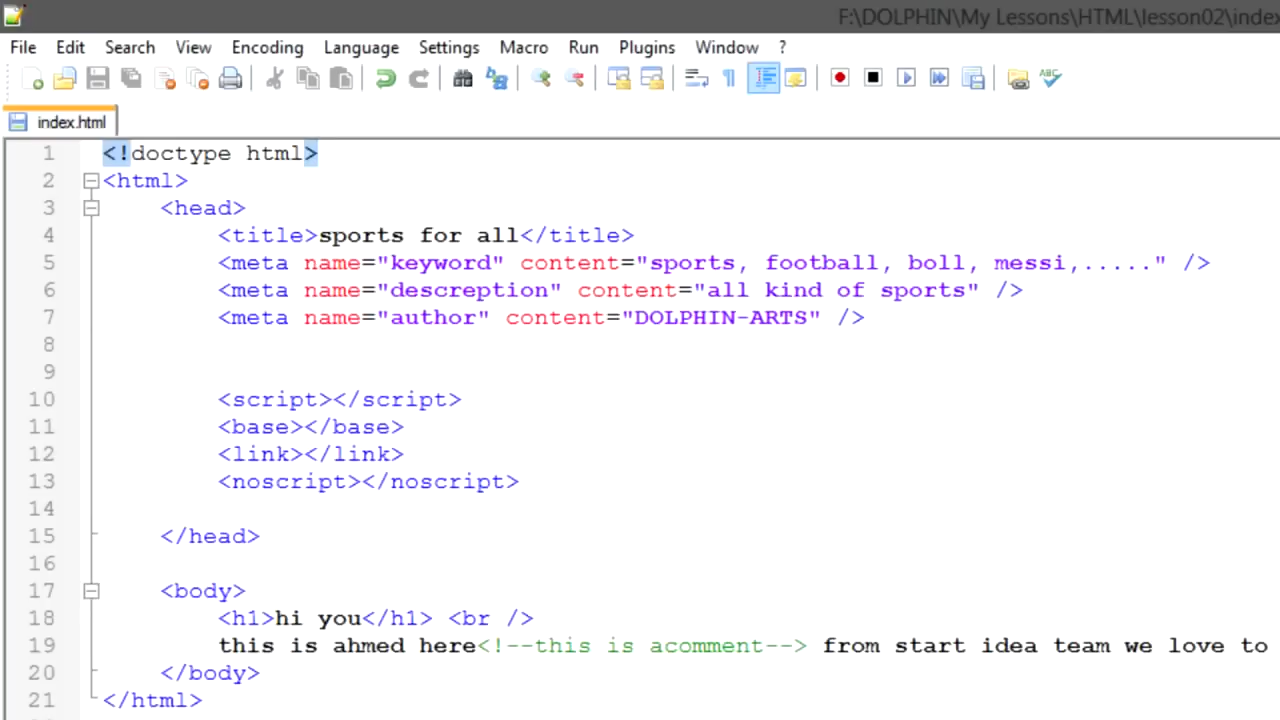 F:\DOLPHIN\My Lessons\HTML\lesson02\index
File Edit Search View Encoding Language Settings Macro Run Plugins Window ?
index.html
1 <!doctype html>
2 <html>
3 <head>
4 <title>sports for all</title>
5 <meta name="keyword" content="sports, football, boll, messi,....." />
6 <meta name="descreption" content="all kind of sports" />
7 <meta name="author" content="DOLPHIN-ARTS" />
8
9
10 <script></script>
11 <base></base>
12 <link></link>
13 <noscript></noscript>
14
15 </head>
16
17 <body>
18 <h1>hi you</h1> <br />
19 this is ahmed here<!--this is acomment--> from start idea team we love to
20 </body>
21 </html>